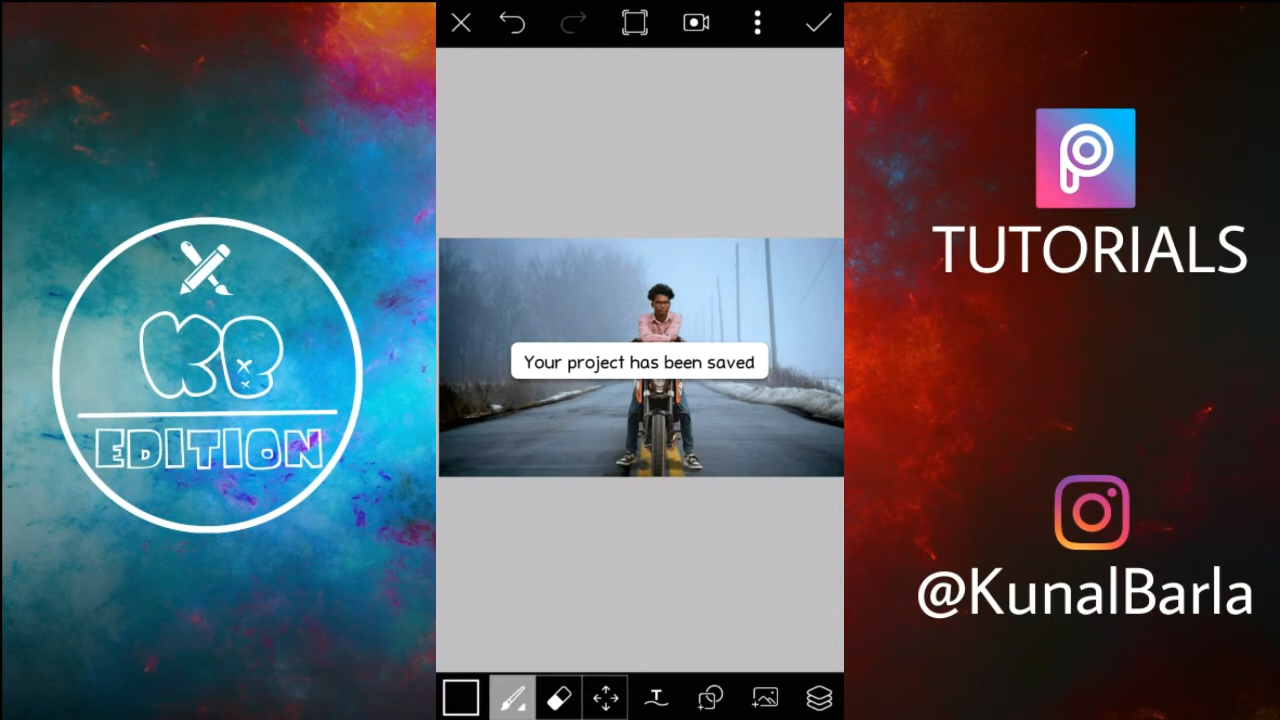 KB
EDITION
Your project has been saved
TUTORIALS
@KunalBarla